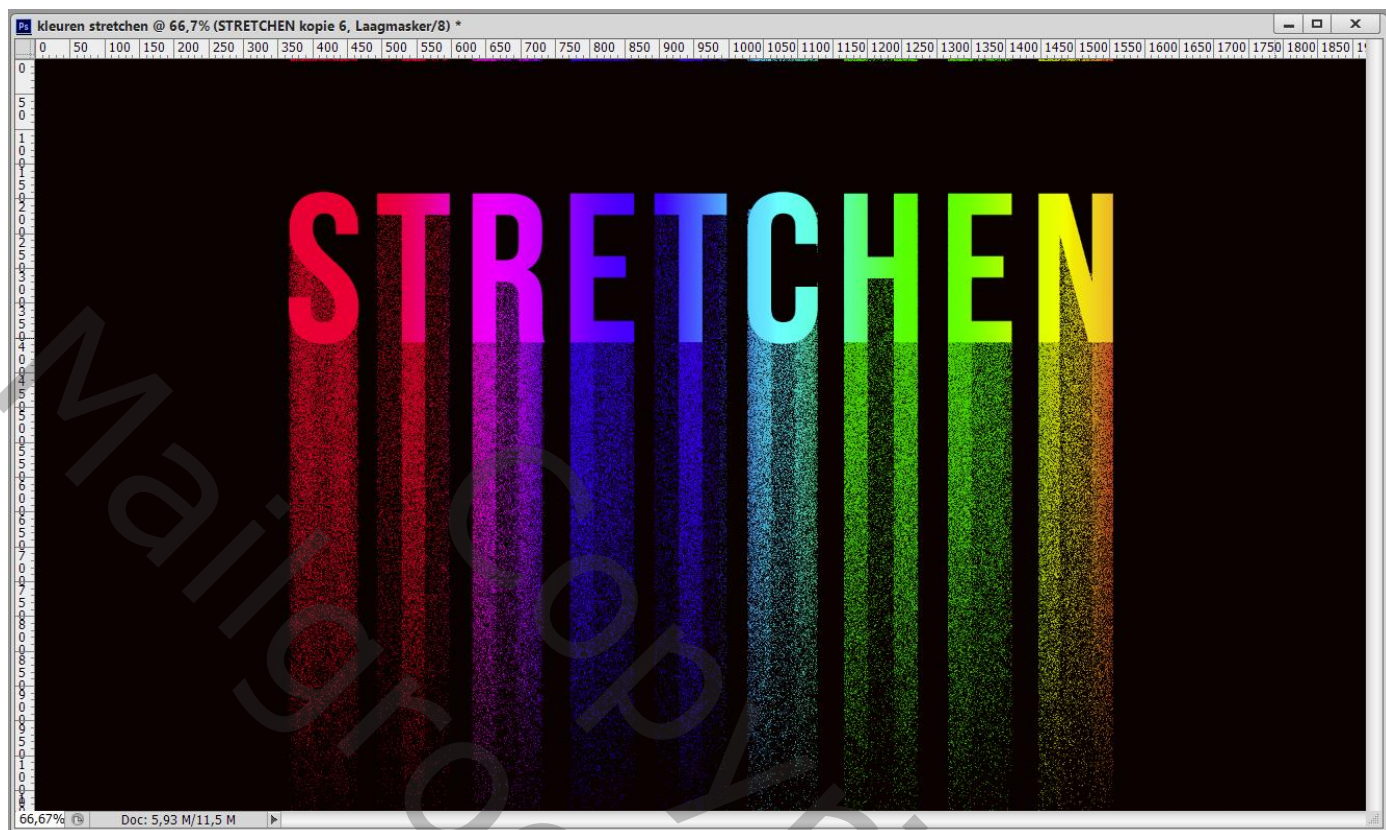 Ps kleuren stretchen @ 66,7% (STRETCHEN kopie 6, Laagmasker/8) *
0 50 100 150 200 250 300 350 400 450 500 550 600 650 700 750 800 850 900 950 1000 1050 1100 1150 1200 1250 1300 1350 1400 1450 1500 1550 1600 1650 1700 1750 1800 1850
STRETCHEN
66,67% Doc: 5,93 M/11,5 M